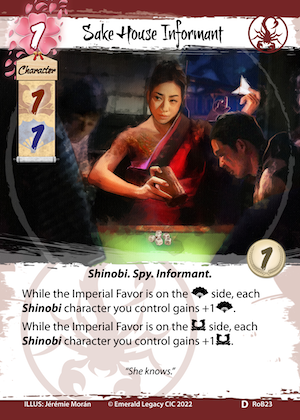 1 Sake House Informant
Character
1
1
1
Shinobi. Spy. Informant.
While the Imperial Favor is on the side, each
Shinobi character you control gains +1.
While the Imperial Favor is on the side, each
Shinobi character you control gains +1.
"She knows."
ILLUS: Jérémie Morán © Emerald Legacy CIC 2022 D RoB23